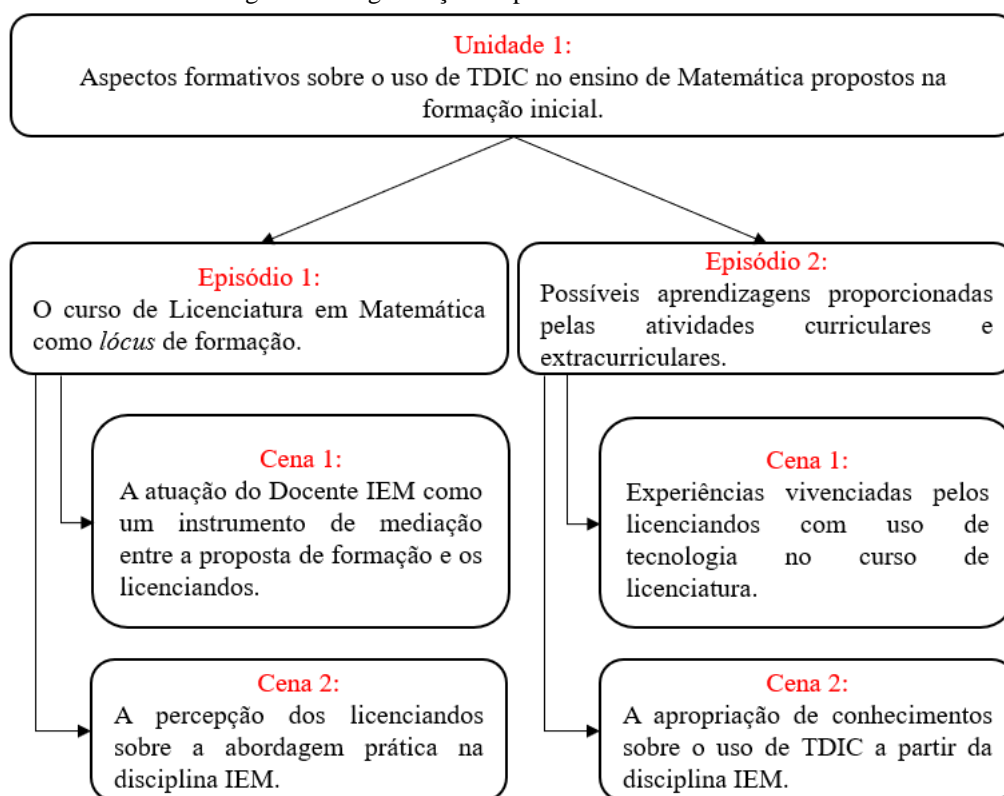 Unidade 1:
Aspectos formativos sobre o uso de TDIC no ensino de Matemática propostos na
formação inicial.
Episódio 1:
O curso de Licenciatura em Matemática
como lócus de formação.
Episódio 2:
Possíveis aprendizagens proporcionadas
pelas atividades curriculares e
extracurriculares.
Cena 1:
A atuação do Docente IEM como
um instrumento de mediação
entre a proposta de formação e os
licenciandos.
Cena 1:
Experiências vivenciadas pelos
licenciandos com uso de
tecnologia no curso de
licenciatura.
Cena 2:
A percepção dos licenciandos
sobre a abordagem prática na
disciplina IEM.
Cena 2:
A apropriação de conhecimentos
sobre o uso de TDIC a partir da
disciplina IEM.